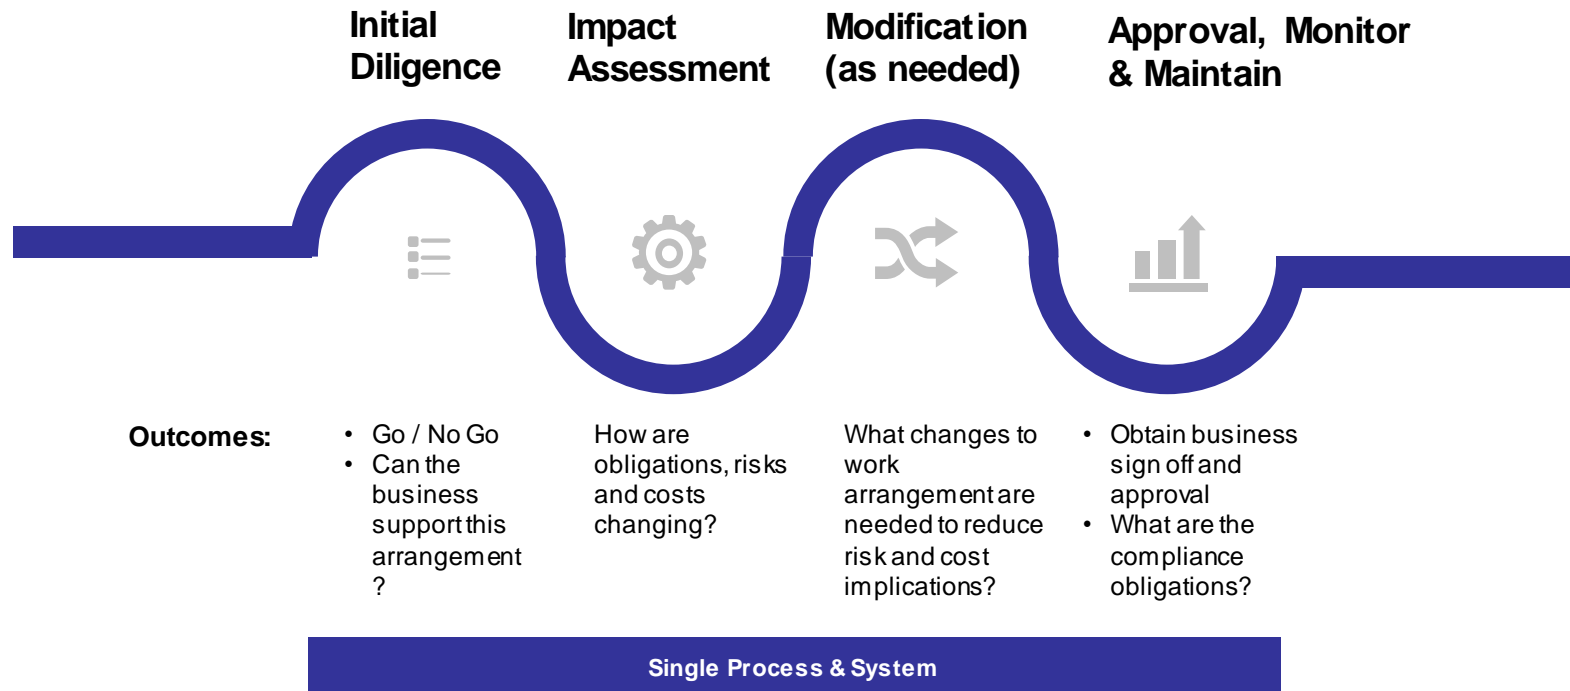 Initial
Diligence
Impact
Assessment
Modification
(as needed)
Approval, Monitor
& Maintain
Outcomes:
• Go / No Go
• Can the
business
support this
arrangement
?
How are
obligations, risks
and costs
changing?
What changes to
work
arrangement are
needed to reduce
risk and cost
implications?
• Obtain business
sign off and
approval
• What are the
compliance
obligations?
Single Process & System